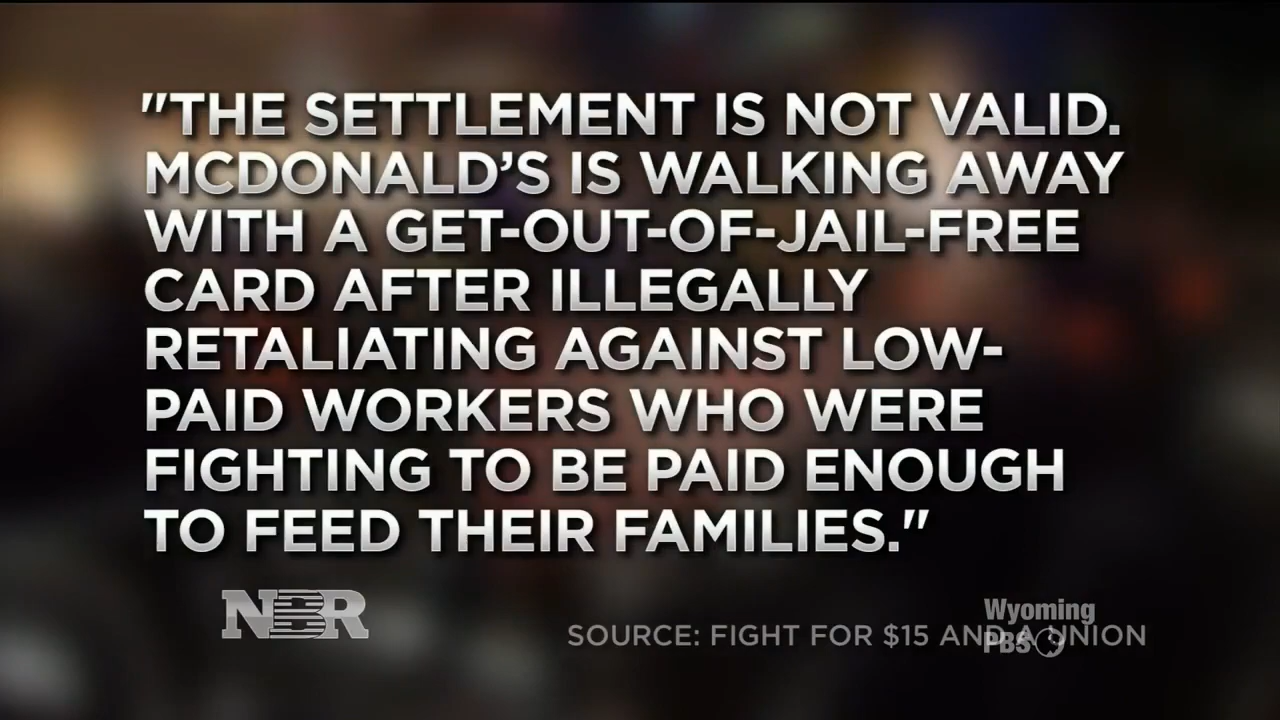 "THE SETTLEMENT IS NOT VALID.
MCDONALD’S IS WALKING AWAY
WITH A GET-OUT-OF-JAIL-FREE
CARD AFTER ILLEGALLY
RETALIATING AGAINST LOW-
PAID WORKERS WHO WERE
FIGHTING TO BE PAID ENOUGH
TO FEED THEIR FAMILIES."
NBR
Wyoming
PBS
SOURCE: FIGHT FOR $15 AND A UNION